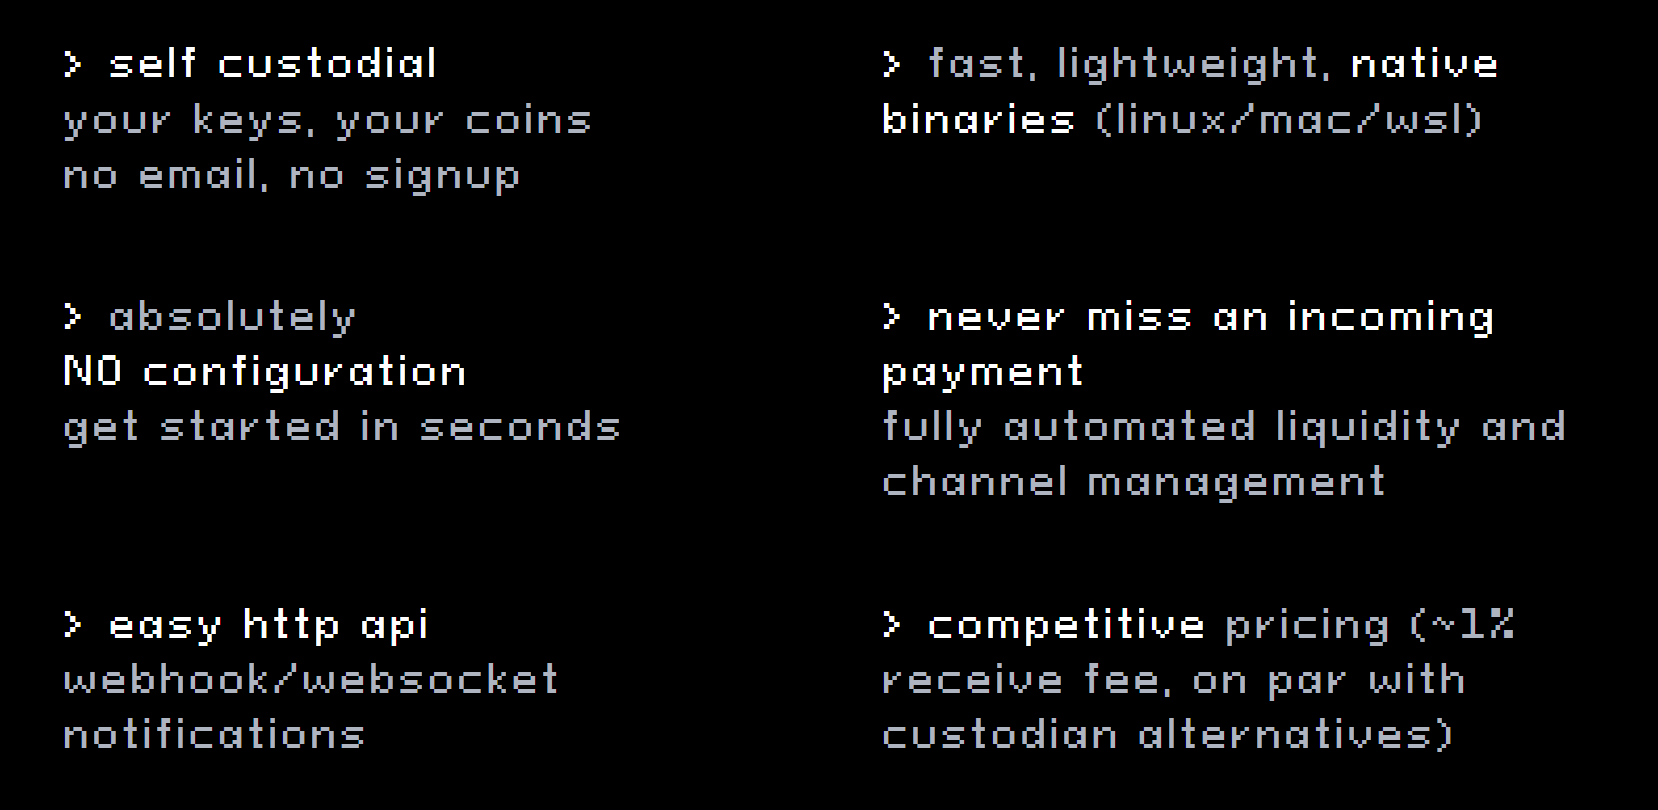 > self custodial
your keys, your coins
no email, no signup
> fast, lightweight, native
binaries (linux/mac/wsl)
> absolutely
NO configuration
get started in seconds
> never miss an incoming
payment
fully automated liquidity and
channel management
> easy http api
webhook/websocket
notifications
> competitive pricing (~1%
receive fee, on par with
custodian alternatives)